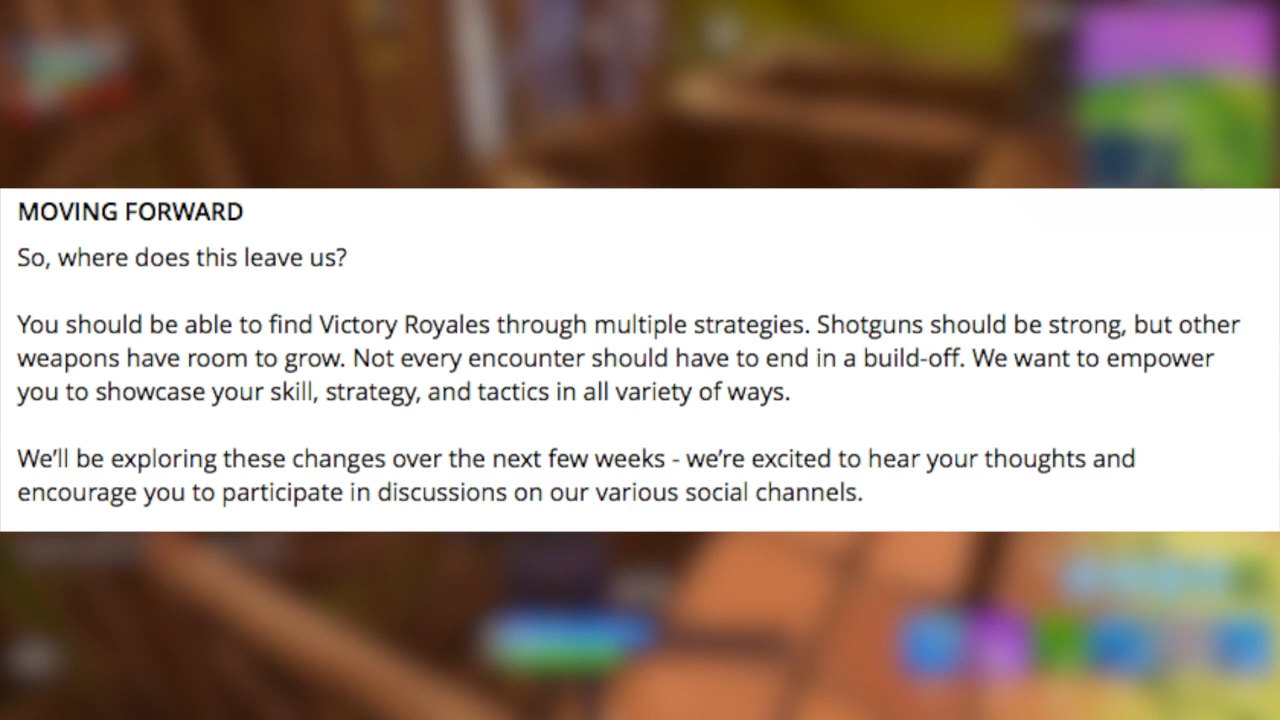 MOVING FORWARD
So, where does this leave us?
You should be able to find Victory Royales through multiple strategies. Shotguns should be strong, but other
weapons have room to grow. Not every encounter should have to end in a build-off. We want to empower
you to showcase your skill, strategy, and tactics in all variety of ways.
We’ll be exploring these changes over the next few weeks - we’re excited to hear your thoughts and
encourage you to participate in discussions on our various social channels.